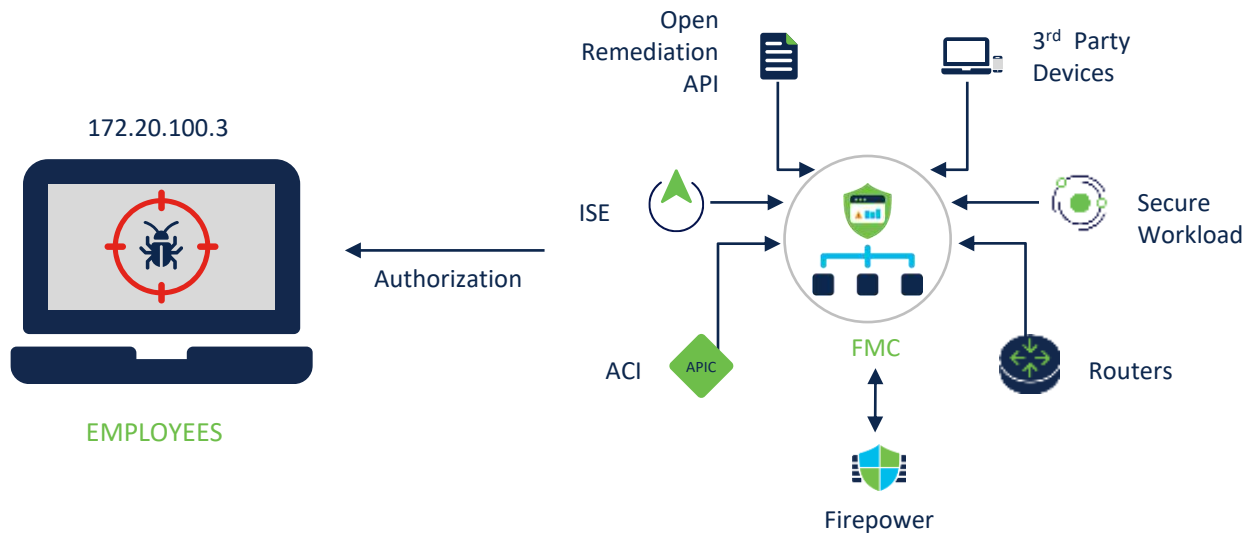 172.20.100.3
EMPLOYEES
Authorization
Open
Remediation
API
3rd Party
Devices
ISE
Secure
Workload
ACI
APIC
FMC
Routers
Firepower